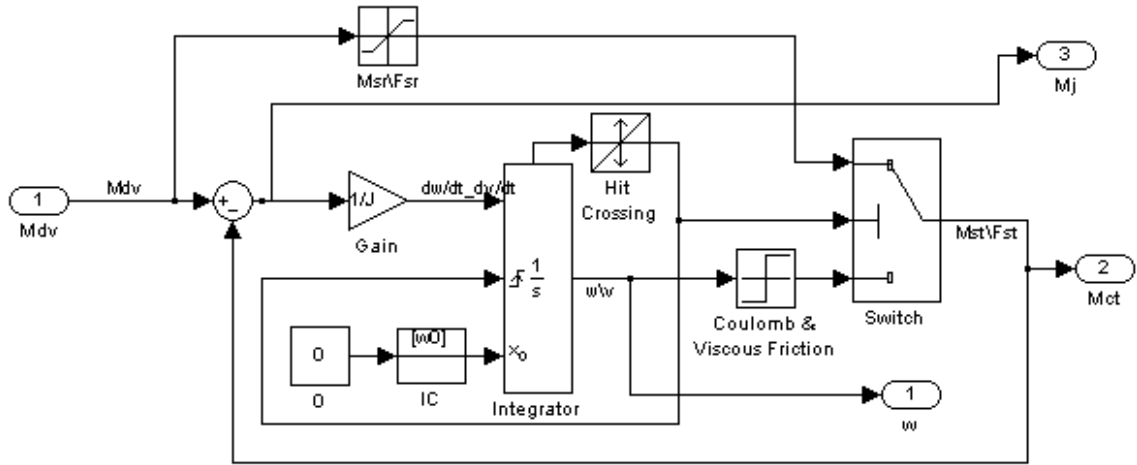 3
Mj
Msr\Fsr
Hit
Crossing
Mdv
1
Mdv
+
-
1/J
Gain
dw/dt_dv/dt
1
s
w\v
xo
Integrator
0
0
[w0]
IC
Coulomb &
Viscous Friction
Switch
Mst\Fst
2
Mct
1
w